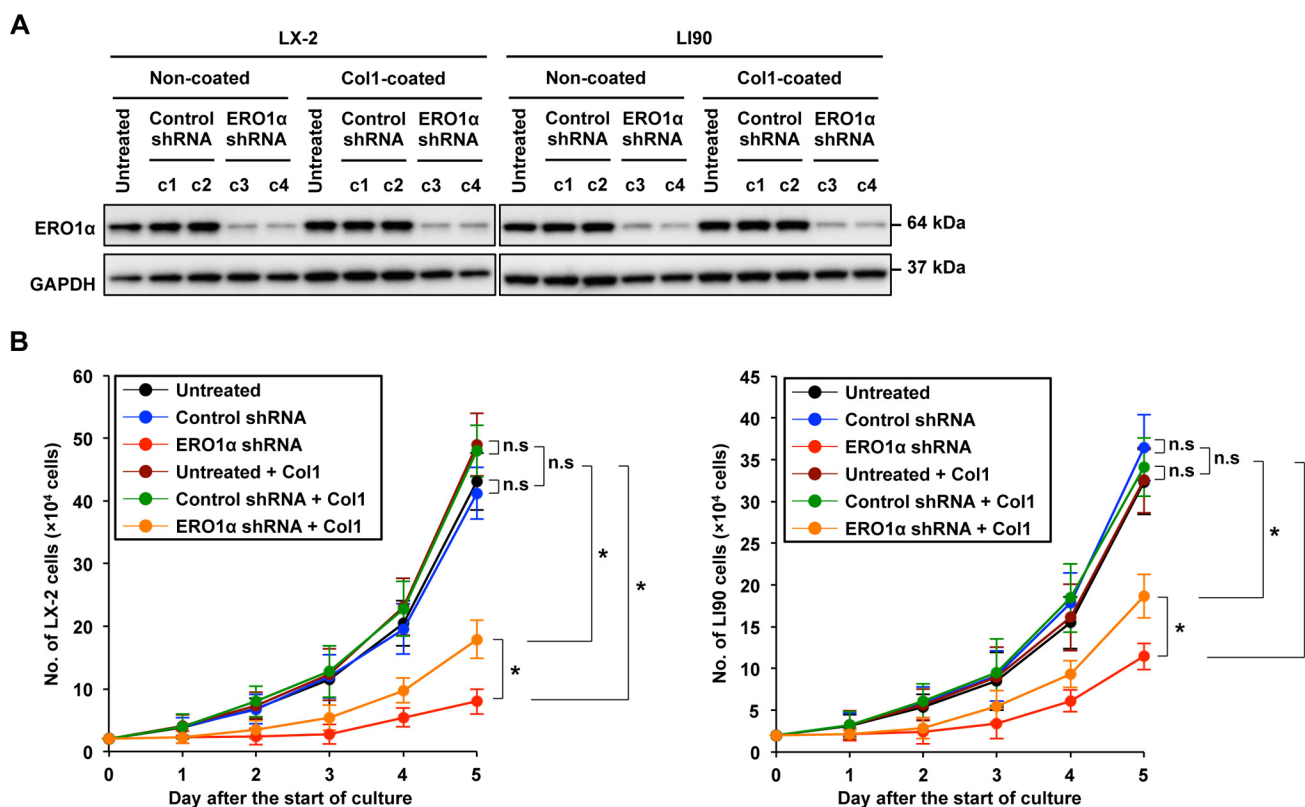 A
LX-2
LI90
Non-coated
Col1-coated
Non-coated
Col1-coated
Untreated
Control shRNA
ERO1α shRNA
Untreated
Control shRNA
ERO1α shRNA
Untreated
Control shRNA
ERO1α shRNA
Untreated
Control shRNA
ERO1α shRNA
c1 c2 c3 c4 c1 c2 c3 c4 c1 c2 c3 c4 c1 c2 c3 c4
ERO1α
64 kDa
GAPDH
37 kDa
B
No. of LX-2 cells (×10⁴ cells)
60
50
40
30
20
10
0
Untreated
Control shRNA
ERO1α shRNA
Untreated + Col1
Control shRNA + Col1
ERO1α shRNA + Col1
n.s
n.s
n.s
*
*
*
0 1 2 3 4 5
Day after the start of culture
No. of LI90 cells (×10⁴ cells)
45
40
35
30
25
20
15
10
5
0
Untreated
Control shRNA
ERO1α shRNA
Untreated + Col1
Control shRNA + Col1
ERO1α shRNA + Col1
n.s
n.s
n.s
*
*
*
0 1 2 3 4 5
Day after the start of culture